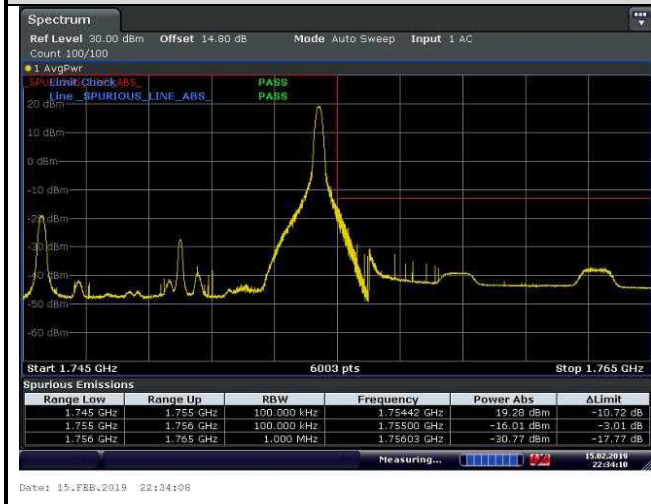 Spectrum
Ref Level 30.00 dBm Offset 14.80 dB Mode Auto Sweep Input 1 AC
Count 100/100
1 AvgPwr
Limit Check PASS
Line _SPURIOUS_LINE_ABS_ PASS
20 dBm
10 dBm
0 dBm
-10 dBm
-20 dBm
-30 dBm
-40 dBm
-50 dBm
-60 dBm
Start 1.745 GHz 6003 pts Stop 1.765 GHz
Spurious Emissions
Range Low Range Up RBW Frequency Power Abs ΔLimit
1.745 GHz 1.755 GHz 100.000 kHz 1.75442 GHz 19.28 dBm -10.72 dB
1.755 GHz 1.756 GHz 100.000 kHz 1.75500 GHz -16.01 dBm -3.01 dB
1.756 GHz 1.765 GHz 1.000 MHz 1.75603 GHz -30.77 dBm -17.77 dB
Measuring... 15.02.2019
22:34:10
Date: 15.FEB.2019 22:34:08